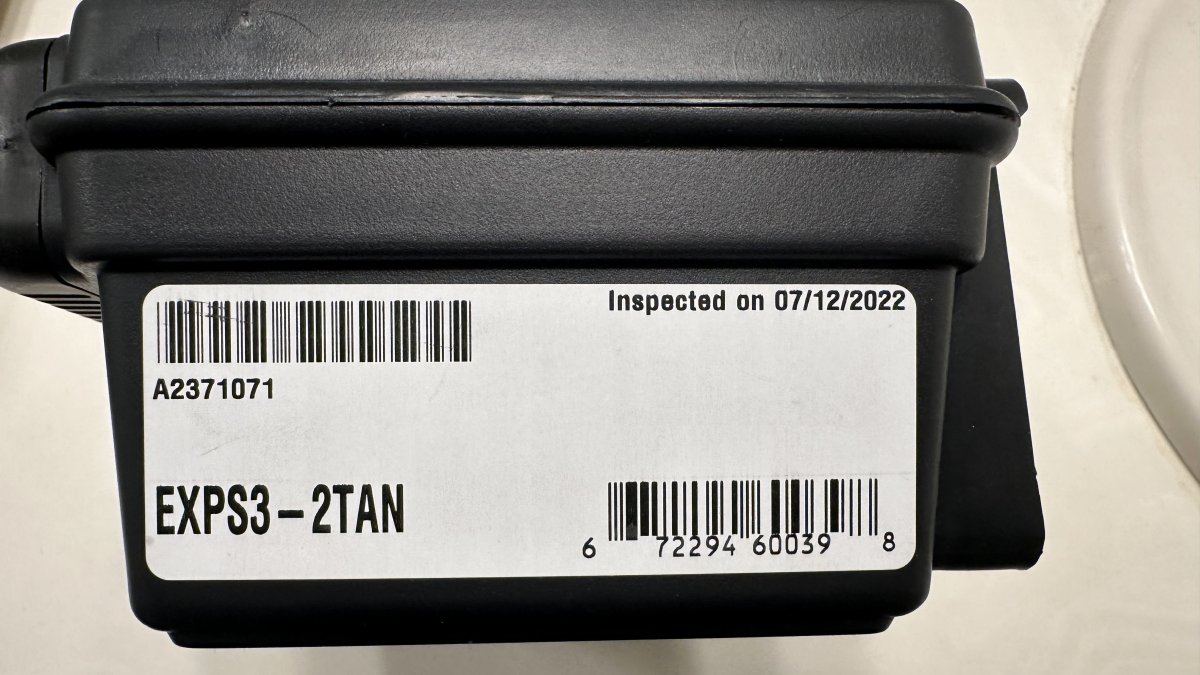 Inspected on 07/12/2022
A2371071
EXPS3-2TAN
6 72294 60039 8